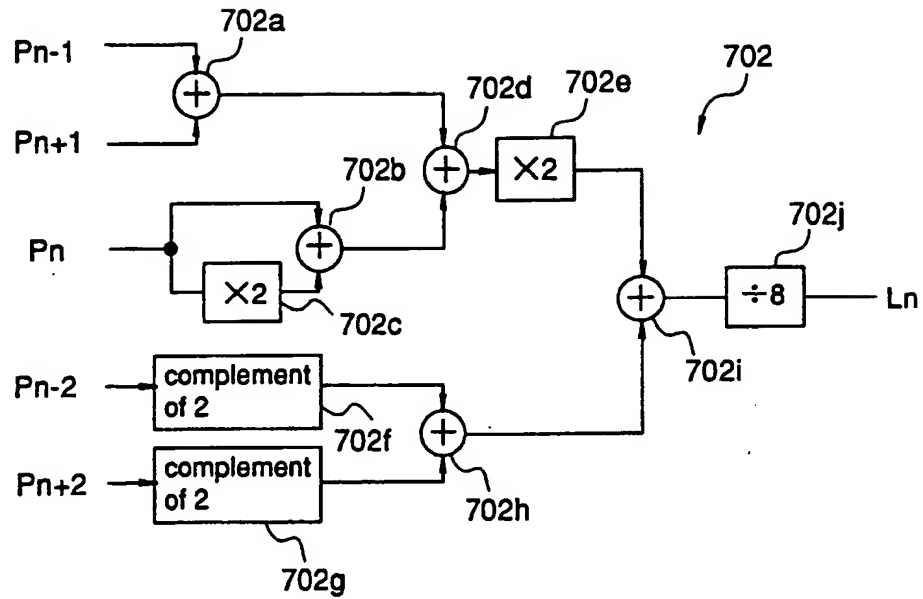 702a
Pn-1
702
702d
702e
Pn+1
×2
702b
702j
Pn
÷8
Ln
×2
702c
702i
Pn-2
complement
of 2
702f
Pn+2
complement
of 2
702h
702g